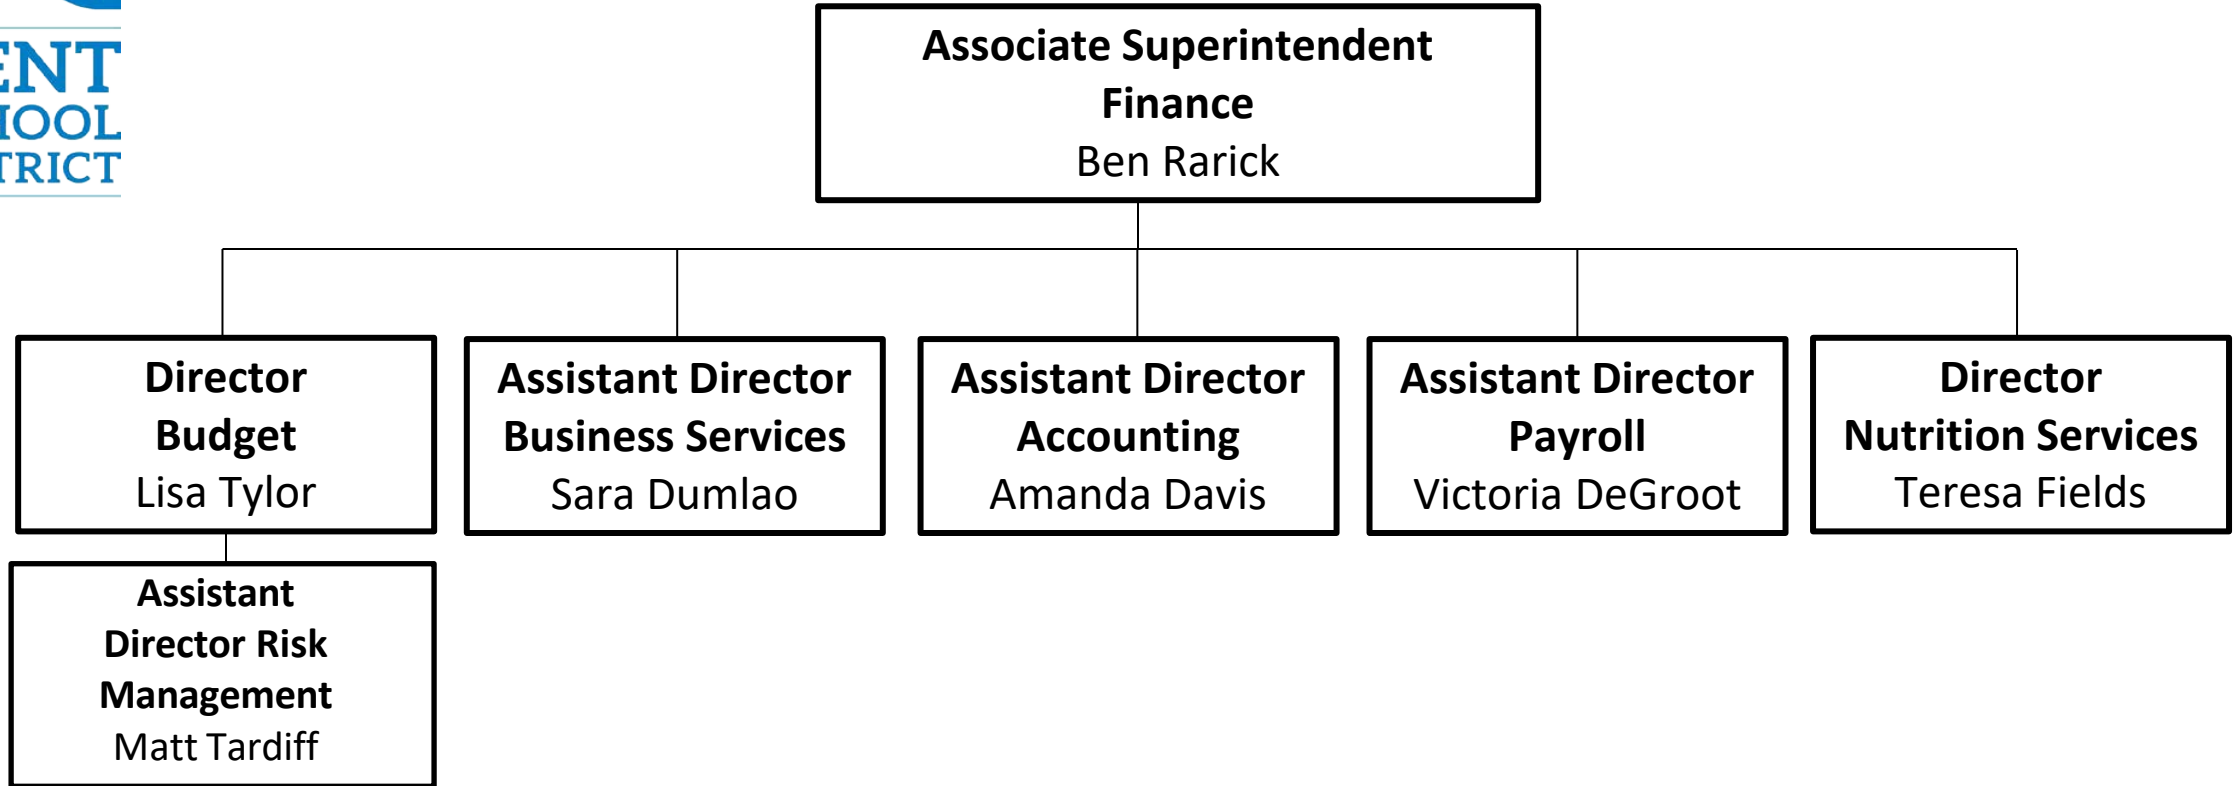 ENT
HOOL
TRICT
Associate Superintendent
Finance
Ben Rarick
Director
Budget
Lisa Tylor
Assistant Director
Business Services
Sara Dumlao
Assistant Director
Accounting
Amanda Davis
Assistant Director
Payroll
Victoria DeGroot
Director
Nutrition Services
Teresa Fields
Assistant
Director Risk
Management
Matt Tardiff